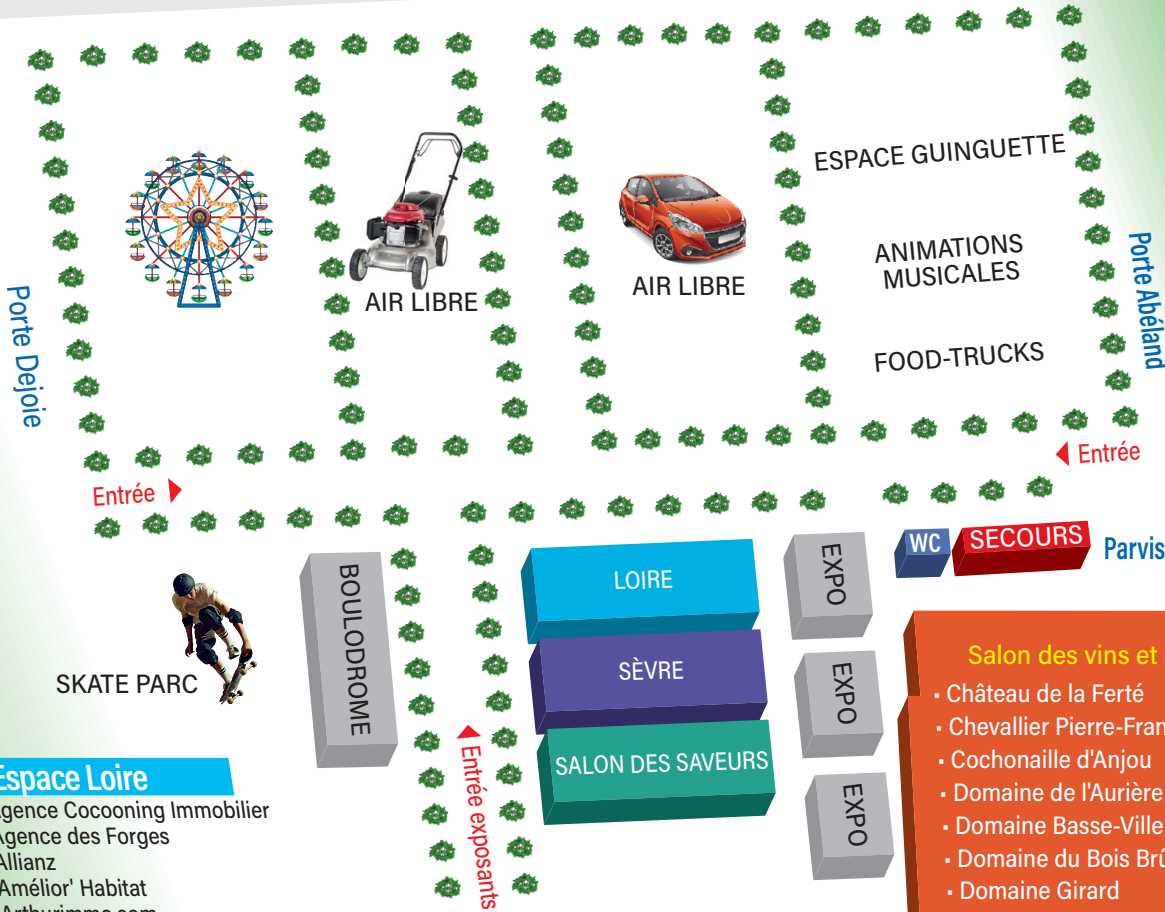 ESPACE GUINGUETTE
ANIMATIONS
MUSICALES
FOOD-TRUCKS
AIR LIBRE
AIR LIBRE
Porte Dejoie
Porte Abéland
Entrée
Entrée
WC
SECOURS
Parvis
BOULODROME
LOIRE
SÈVRE
SALON DES SAVEURS
EXPO
EXPO
EXPO
SKATE PARC
Entrée exposants
Espace Loire
Agence Cocooning Immobilier
Agence des Forges
Allianz
Amélior' Habitat
Arthurimmo.com
Salon des vins et
· Château de la Ferté
· Chevallier Pierre-Fran
· Cochonaille d'Anjou
· Domaine de l'Aurière
· Domaine Basse-Ville
· Domaine du Bois Brû
· Domaine Girard